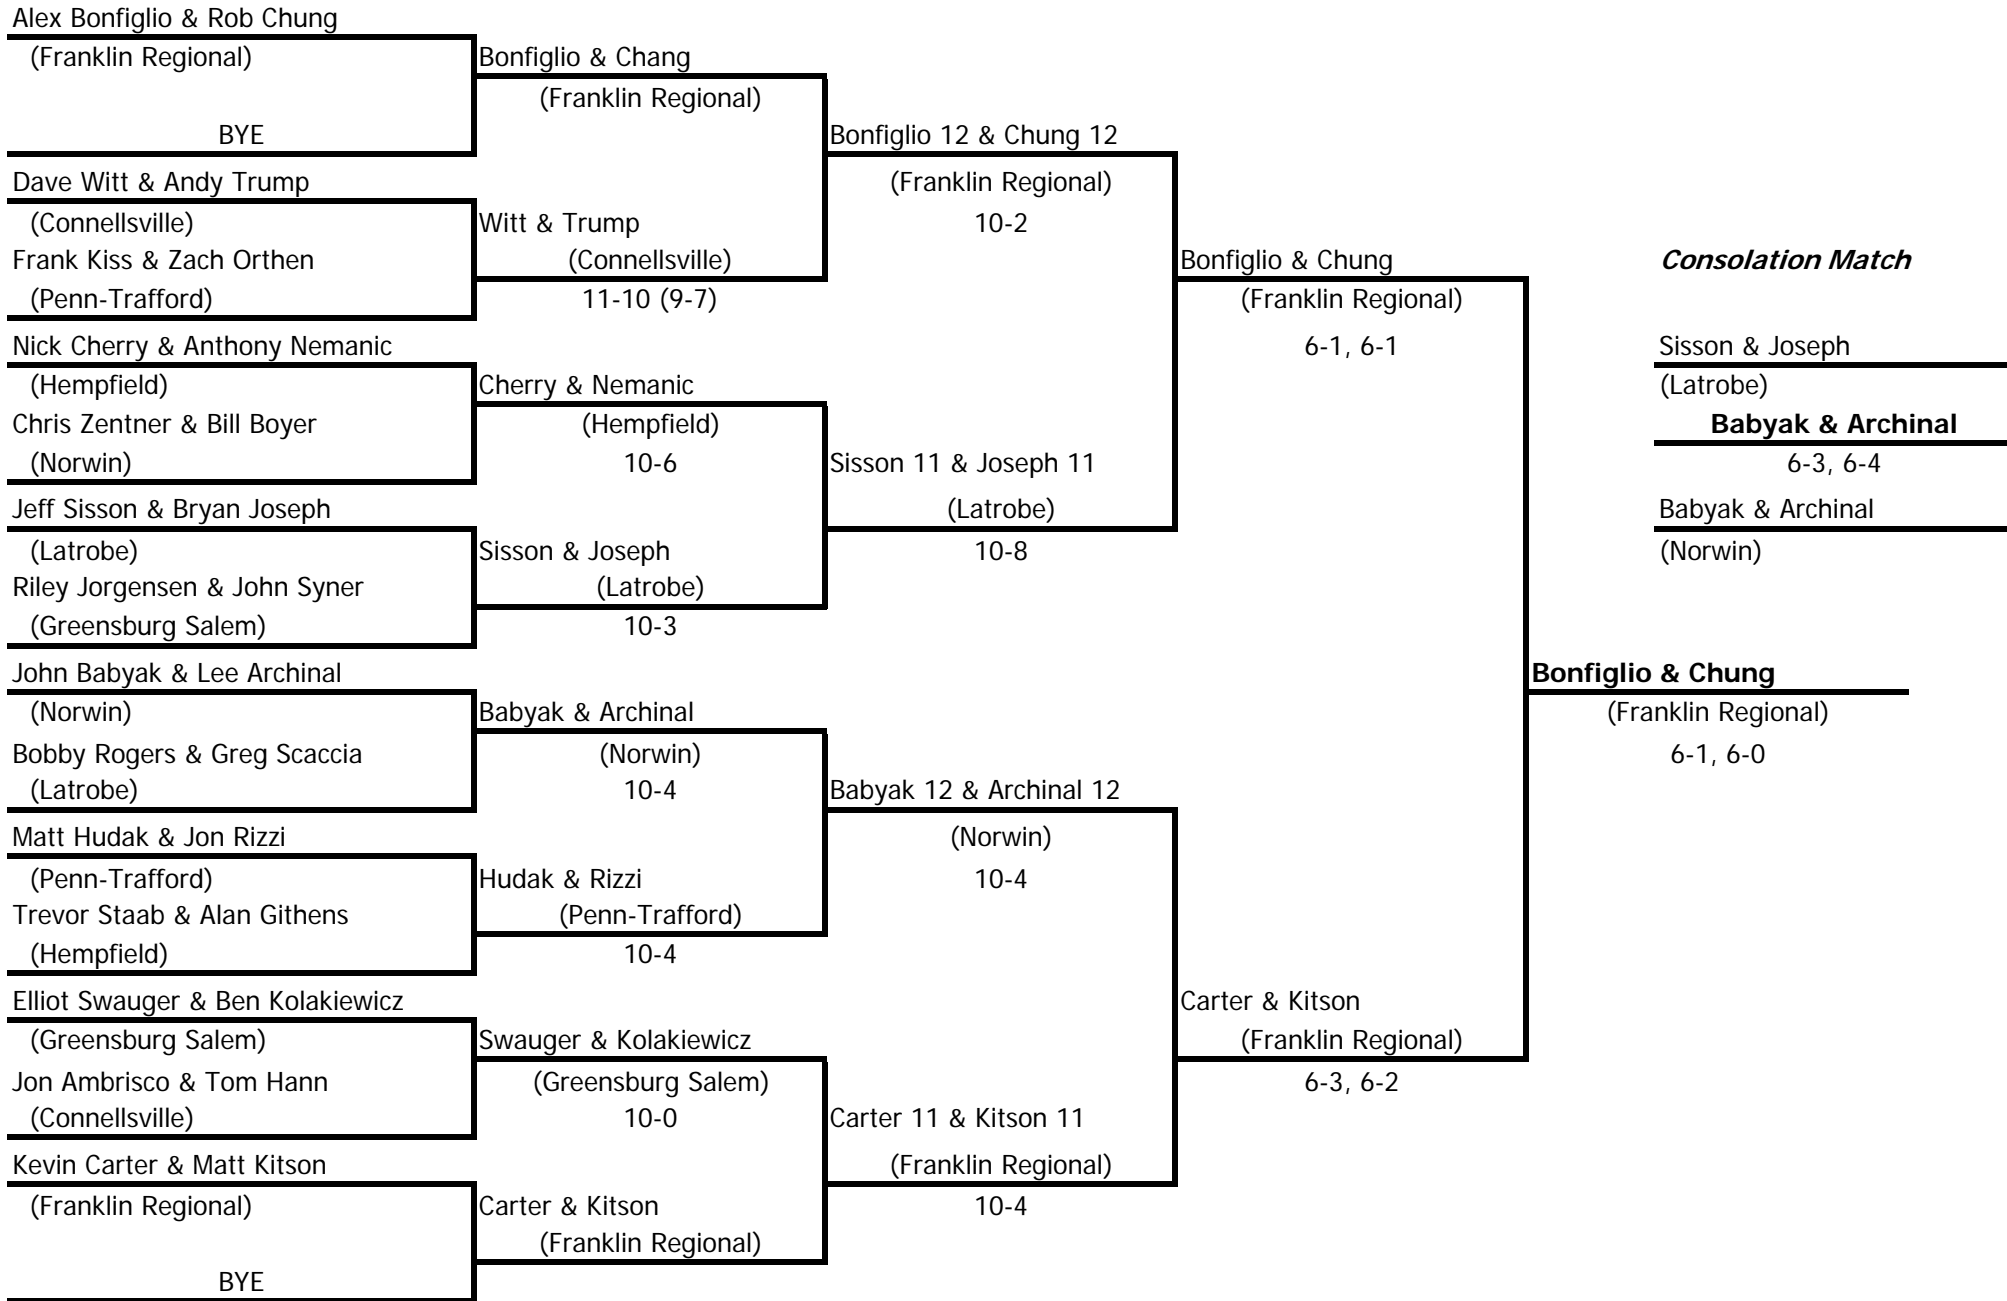 Alex Bonfiglio & Rob Chung
(Franklin Regional)
BYE
Dave Witt & Andy Trump
(Connellsville)
Frank Kiss & Zach Orthen
(Penn-Trafford)
Nick Cherry & Anthony Nemanic
(Hempfield)
Chris Zentner & Bill Boyer
(Norwin)
Jeff Sisson & Bryan Joseph
(Latrobe)
Riley Jorgensen & John Syner
(Greensburg Salem)
John Babyak & Lee Archinal
(Norwin)
Bobby Rogers & Greg Scaccia
(Latrobe)
Matt Hudak & Jon Rizzi
(Penn-Trafford)
Trevor Staab & Alan Githens
(Hempfield)
Elliot Swauger & Ben Kolakiewicz
(Greensburg Salem)
Jon Ambrisco & Tom Hann
(Connellsville)
Kevin Carter & Matt Kitson
(Franklin Regional)
BYE
Bonfiglio & Chang
(Franklin Regional)
Witt & Trump
(Connellsville)
11-10 (9-7)
Cherry & Nemanic
(Hempfield)
10-6
Sisson & Joseph
(Latrobe)
10-3
Babyak & Archinal
(Norwin)
10-4
Hudak & Rizzi
(Penn-Trafford)
10-4
Swauger & Kolakiewicz
(Greensburg Salem)
10-0
Carter & Kitson
(Franklin Regional)
Bonfiglio 12 & Chung 12
(Franklin Regional)
10-2
Sisson 11 & Joseph 11
(Latrobe)
10-8
Babyak 12 & Archinal 12
(Norwin)
10-4
Carter 11 & Kitson 11
(Franklin Regional)
10-4
Bonfiglio & Chung
(Franklin Regional)
6-1, 6-1
Carter & Kitson
(Franklin Regional)
6-3, 6-2
Bonfiglio & Chung
(Franklin Regional)
6-1, 6-0
Consolation Match
Sisson & Joseph
(Latrobe)
Babyak & Archinal
6-3, 6-4
Babyak & Archinal
(Norwin)